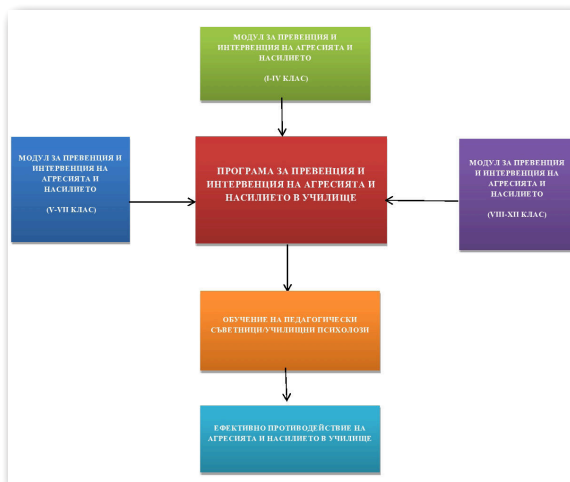 МОДУЛ ЗА ПРЕВЕНЦИЯ И
ИНТЕРВЕНЦИЯ НА АГРЕСИЯТА И
НАСИЛИЕТО
(I-IV КЛАС)
МОДУЛ ЗА ПРЕВЕНЦИЯ И
ИНТЕРВЕНЦИЯ НА
АГРЕСИЯТА И
НАСИЛИЕТО
(V-VII КЛАС)
ПРОГРАМА ЗА ПРЕВЕНЦИЯ И
ИНТЕРВЕНЦИЯ НА АГРЕСИЯТА И
НАСИЛИЕТО В УЧИЛИЩЕ
МОДУЛ ЗА ПРЕВЕНЦИЯ
И ИНТЕРВЕНЦИЯ НА
АГРЕСИЯТА И
НАСИЛИЕТО
(VIII-XII КЛАС)
ОБУЧЕНИЕ НА ПЕДАГОГИЧЕСКИ
СЪВЕТНИЦИ/УЧИЛИЩНИ ПСИХОЛОЗИ
ЕФЕКТИВНО ПРОТИВОДЕЙСТВИЕ НА
АГРЕСИЯТА И НАСИЛИЕТО В УЧИЛИЩЕ